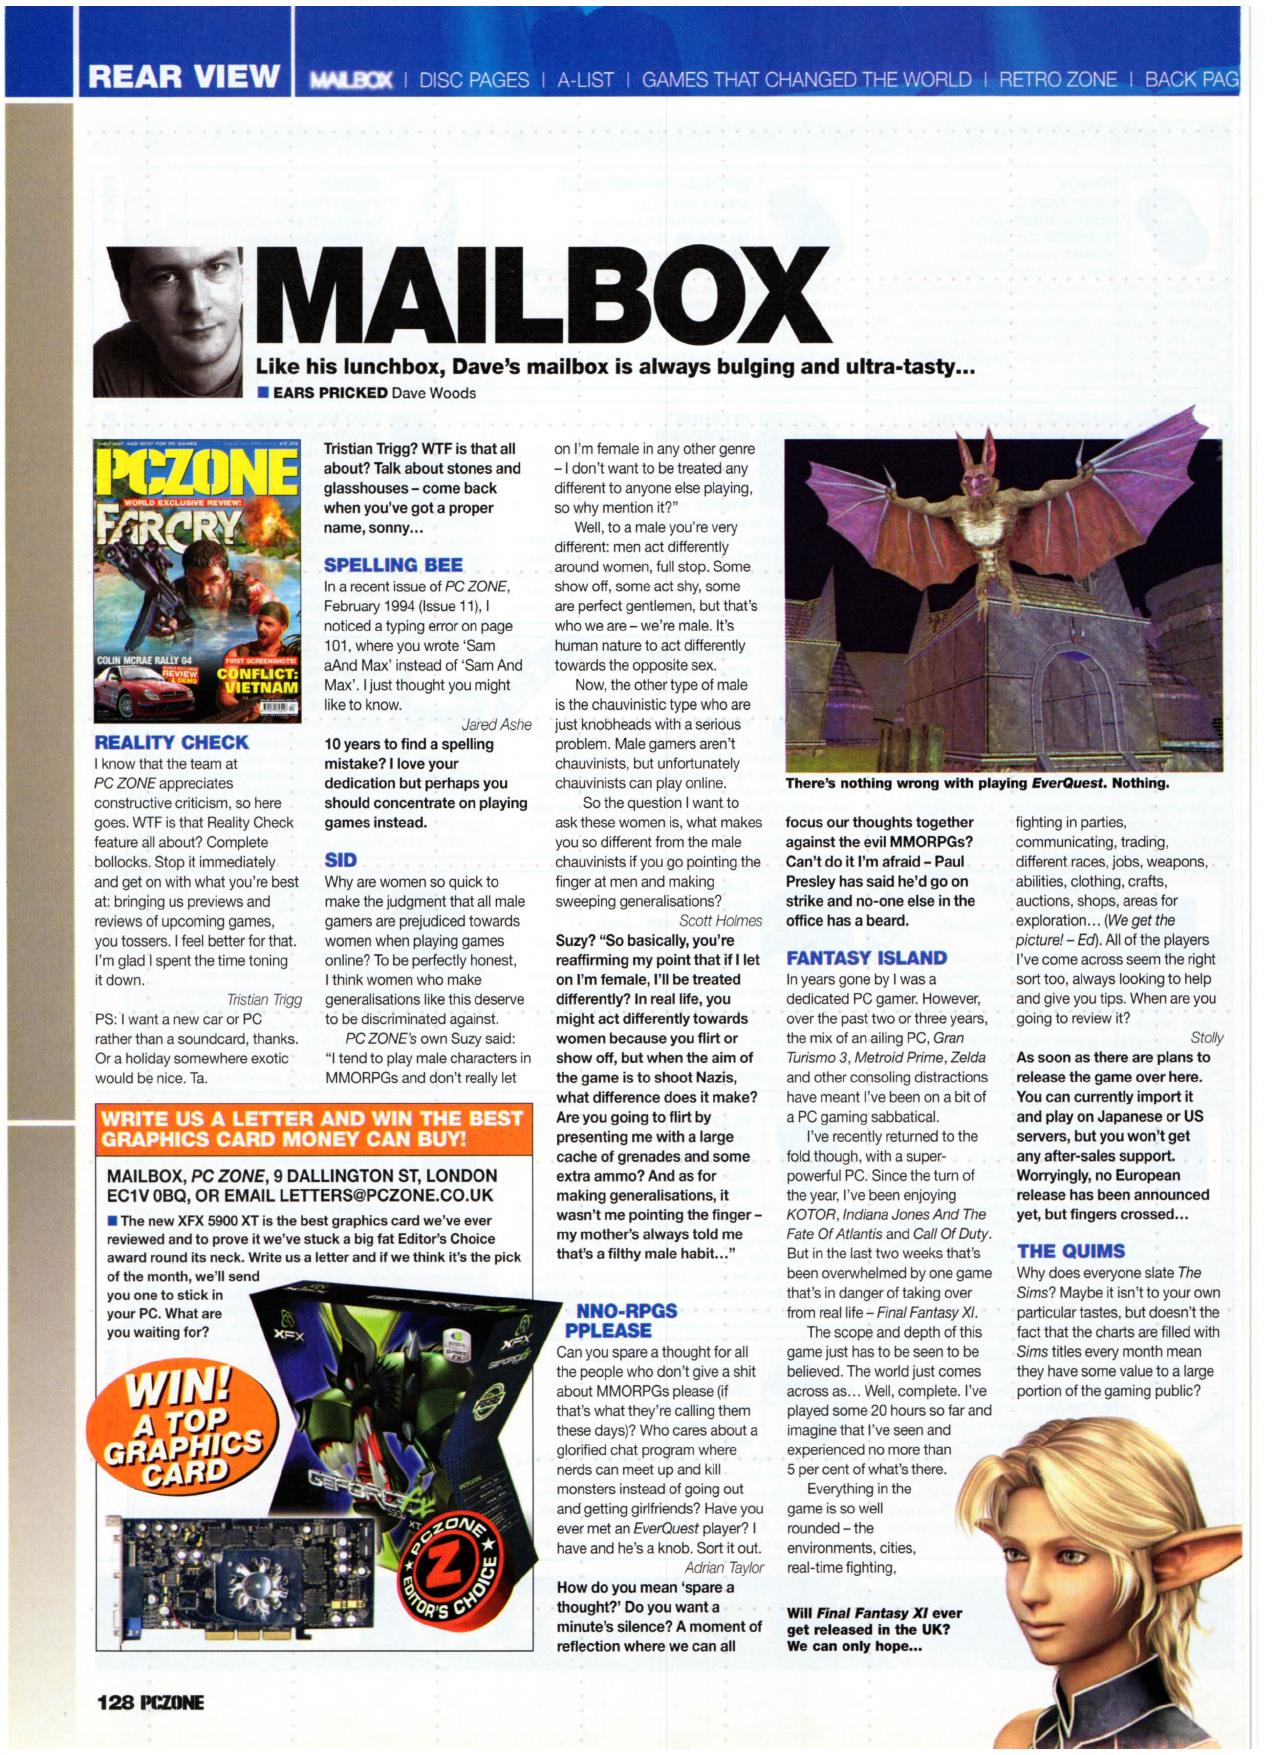 REAR VIEW
MAILBOX | DISC PAGES | A-LIST | GAMES THAT CHANGED THE WORLD | RETRO ZONE | BACK PAG
MAILBOX
Like his lunchbox, Dave's mailbox is always bulging and ultra-tasty...
■ EARS PRICKED Dave Woods
PCZONE
WORLD EXCLUSIVE REVIEW!
FARCRY
COLIN MCRAE RALLY 04
REVIEW
& DEMO
FIRST SCREENSHOTS!
CONFLICT:
VIETNAM
REALITY CHECK
I know that the team at
PC ZONE appreciates
constructive criticism, so here
goes. WTF is that Reality Check
feature all about? Complete
bollocks. Stop it immediately
and get on with what you're best
at: bringing us previews and
reviews of upcoming games,
you tossers. I feel better for that.
I'm glad I spent the time toning
it down.
Tristian Trigg
PS: I want a new car or PC
rather than a soundcard, thanks.
Or a holiday somewhere exotic
would be nice. Ta.
Tristian Trigg? WTF is that all
about? Talk about stones and
glasshouses – come back
when you've got a proper
name, sonny...
SPELLING BEE
In a recent issue of PC ZONE,
February 1994 (Issue 11), I
noticed a typing error on page
101, where you wrote 'Sam
aAnd Max' instead of 'Sam And
Max'. I just thought you might
like to know.
Jared Ashe
10 years to find a spelling
mistake? I love your
dedication but perhaps you
should concentrate on playing
games instead.
SID
Why are women so quick to
make the judgment that all male
gamers are prejudiced towards
women when playing games
online? To be perfectly honest,
I think women who make
generalisations like this deserve
to be discriminated against.
PC ZONE's own Suzy said:
"I tend to play male characters in
MMORPGs and don't really let
on I'm female in any other genre
– I don't want to be treated any
different to anyone else playing,
so why mention it?"
Well, to a male you're very
different: men act differently
around women, full stop. Some
show off, some act shy, some
are perfect gentlemen, but that's
who we are – we're male. It's
human nature to act differently
towards the opposite sex.
Now, the other type of male
is the chauvinistic type who are
just knobheads with a serious
problem. Male gamers aren't
chauvinists, but unfortunately
chauvinists can play online.
So the question I want to
ask these women is, what makes
you so different from the male
chauvinists if you go pointing the
finger at men and making
sweeping generalisations?
Scott Holmes
Suzy? "So basically, you're
reaffirming my point that if I let
on I'm female, I'll be treated
differently? In real life, you
might act differently towards
women because you flirt or
show off, but when the aim of
the game is to shoot Nazis,
what difference does it make?
Are you going to flirt by
presenting me with a large
cache of grenades and some
extra ammo? And as for
making generalisations, it
wasn't me pointing the finger –
my mother's always told me
that's a filthy male habit..."
NNO-RPGS
PPLEASE
Can you spare a thought for all
the people who don't give a shit
about MMORPGs please (if
that's what they're calling them
these days)? Who cares about a
glorified chat program where
nerds can meet up and kill
monsters instead of going out
and getting girlfriends? Have you
ever met an EverQuest player? I
have and he's a knob. Sort it out.
Adrian Taylor
How do you mean 'spare a
thought?' Do you want a
minute's silence? A moment of
reflection where we can all
There's nothing wrong with playing EverQuest. Nothing.
focus our thoughts together
against the evil MMORPGs?
Can't do it I'm afraid – Paul
Presley has said he'd go on
strike and no-one else in the
office has a beard.
FANTASY ISLAND
In years gone by I was a
dedicated PC gamer. However,
over the past two or three years,
the mix of an ailing PC, Gran
Turismo 3, Metroid Prime, Zelda
and other consoling distractions
have meant I've been on a bit of
a PC gaming sabbatical.
I've recently returned to the
fold though, with a super-
powerful PC. Since the turn of
the year, I've been enjoying
KOTOR, Indiana Jones And The
Fate Of Atlantis and Call Of Duty.
But in the last two weeks that's
been overwhelmed by one game
that's in danger of taking over
from real life – Final Fantasy XI.
The scope and depth of this
game just has to be seen to be
believed. The world just comes
across as... Well, complete. I've
played some 20 hours so far and
imagine that I've seen and
experienced no more than
5 per cent of what's there.
Everything in the
game is so well
rounded – the
environments, cities,
real-time fighting,
Will Final Fantasy XI ever
get released in the UK?
We can only hope...
fighting in parties,
communicating, trading,
different races, jobs, weapons,
abilities, clothing, crafts,
auctions, shops, areas for
exploration... (We get the
picture! – Ed). All of the players
I've come across seem the right
sort too, always looking to help
and give you tips. When are you
going to review it?
Stolly
As soon as there are plans to
release the game over here.
You can currently import it
and play on Japanese or US
servers, but you won't get
any after-sales support.
Worryingly, no European
release has been announced
yet, but fingers crossed...
THE QUIMS
Why does everyone slate The
Sims? Maybe it isn't to your own
particular tastes, but doesn't the
fact that the charts are filled with
Sims titles every month mean
they have some value to a large
portion of the gaming public?
WRITE US A LETTER AND WIN THE BEST
GRAPHICS CARD MONEY CAN BUY!
MAILBOX, PC ZONE, 9 DALLINGTON ST, LONDON
EC1V 0BQ, OR EMAIL LETTERS@PCZONE.CO.UK
■ The new XFX 5900 XT is the best graphics card we've ever
reviewed and to prove it we've stuck a big fat Editor's Choice
award round its neck. Write us a letter and if we think it's the pick
of the month, we'll send
you one to stick in
your PC. What are
you waiting for?
WIN!
A TOP
GRAPHICS
CARD
XFX
XFX
GEFORCE FX
PCZONE
Z
EDITOR'S CHOICE
128 PCZONE